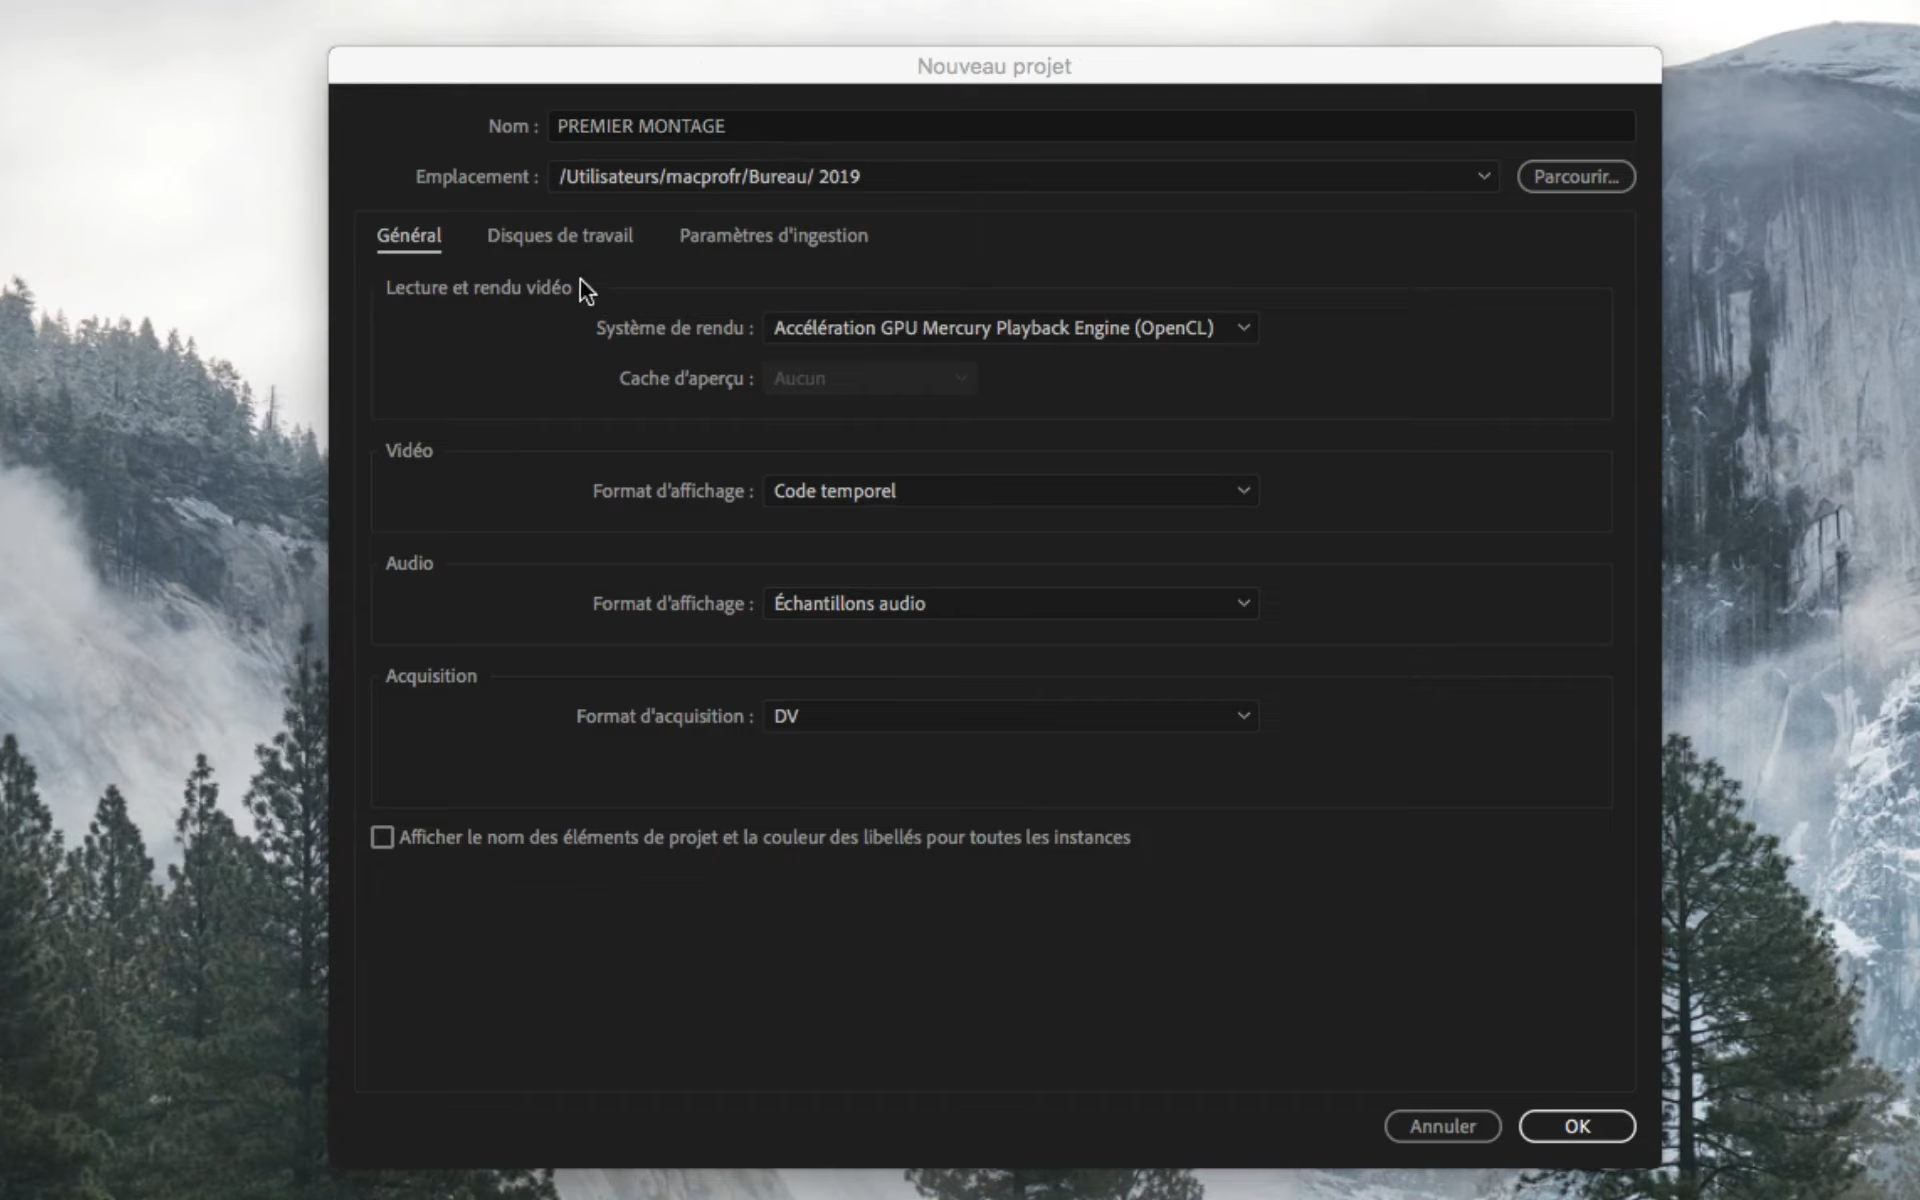 Nouveau projet
Nom : PREMIER MONTAGE
Emplacement : /Utilisateurs/macprofr/Bureau/ 2019 Parcourir...
Général Disques de travail Paramètres d'ingestion
Lecture et rendu vidéo
Système de rendu : Accélération GPU Mercury Playback Engine (OpenCL)
Cache d'aperçu : Aucun
Vidéo
Format d'affichage : Code temporel
Audio
Format d'affichage : Échantillons audio
Acquisition
Format d'acquisition : DV
Afficher le nom des éléments de projet et la couleur des libellés pour toutes les instances
Annuler OK